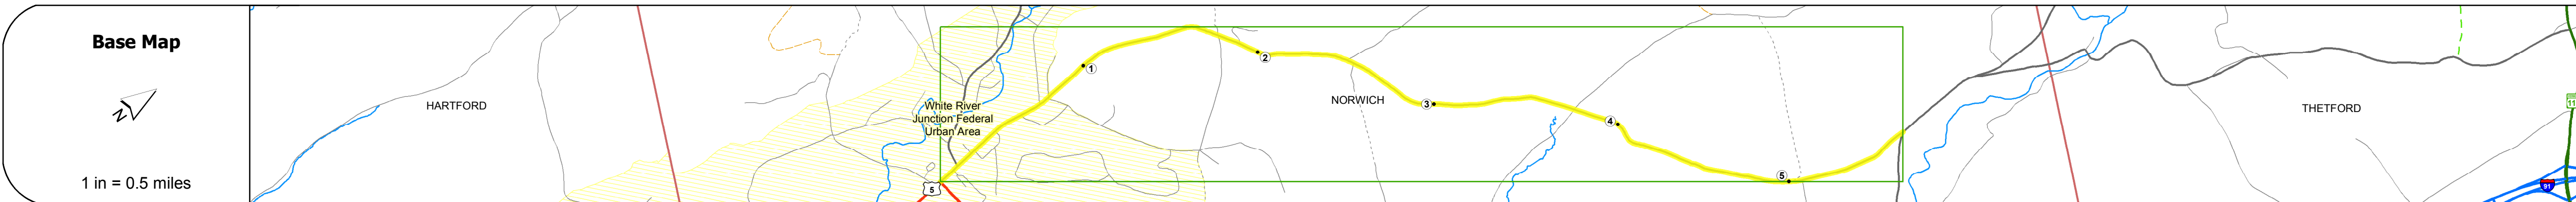 Base Map
N
1 in = 0.5 miles
HARTFORD
White River
Junction Federal
Urban Area
5
1
2
3
NORWICH
4
5
THETFORD
91